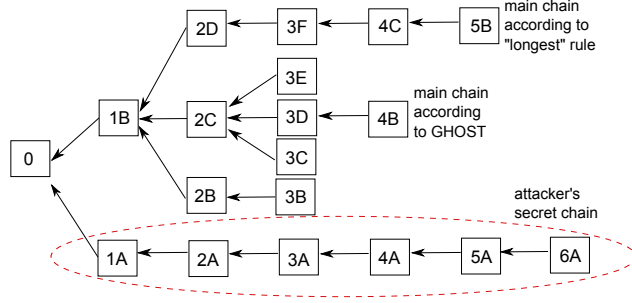 2D
3F
4C
5B
main chain
according to
"longest" rule
3E
1B
2C
3D
4B
main chain
according
to GHOST
3C
0
2B
3B
attacker's
secret chain
1A
2A
3A
4A
5A
6A